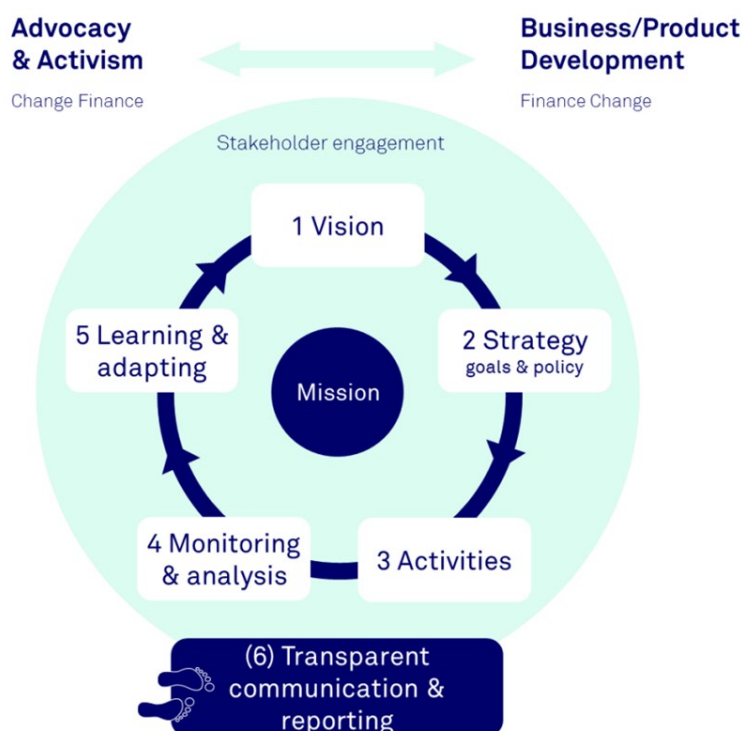 Advocacy
& Activism
Change Finance
Business/Product
Development
Finance Change
Stakeholder engagement
1 Vision
2 Strategy
goals & policy
3 Activities
4 Monitoring
& analysis
5 Learning &
adapting
Mission
(6) Transparent
communication &
reporting